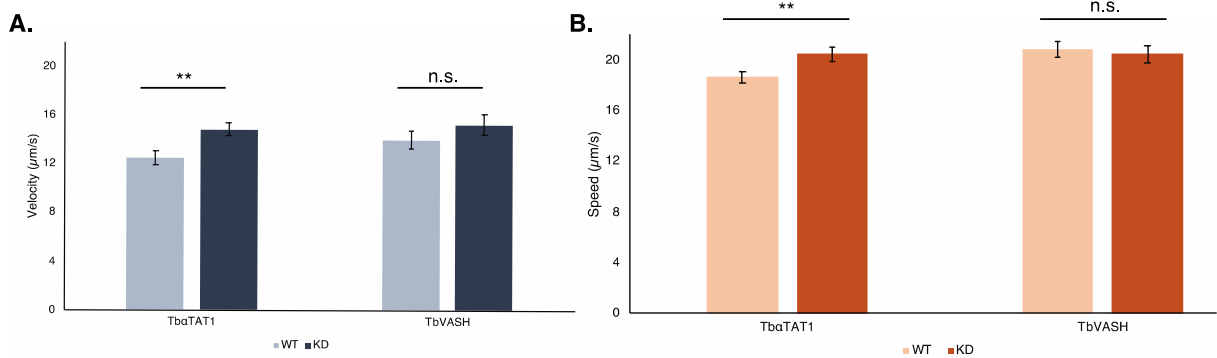 A.
Velocity (µm/s)
20
16
12
8
4
0
**
n.s.
TbαTAT1
TbVASH
WT KD
B.
Speed (µm/s)
20
16
12
8
4
0
**
n.s.
TbαTAT1
TbVASH
WT KD